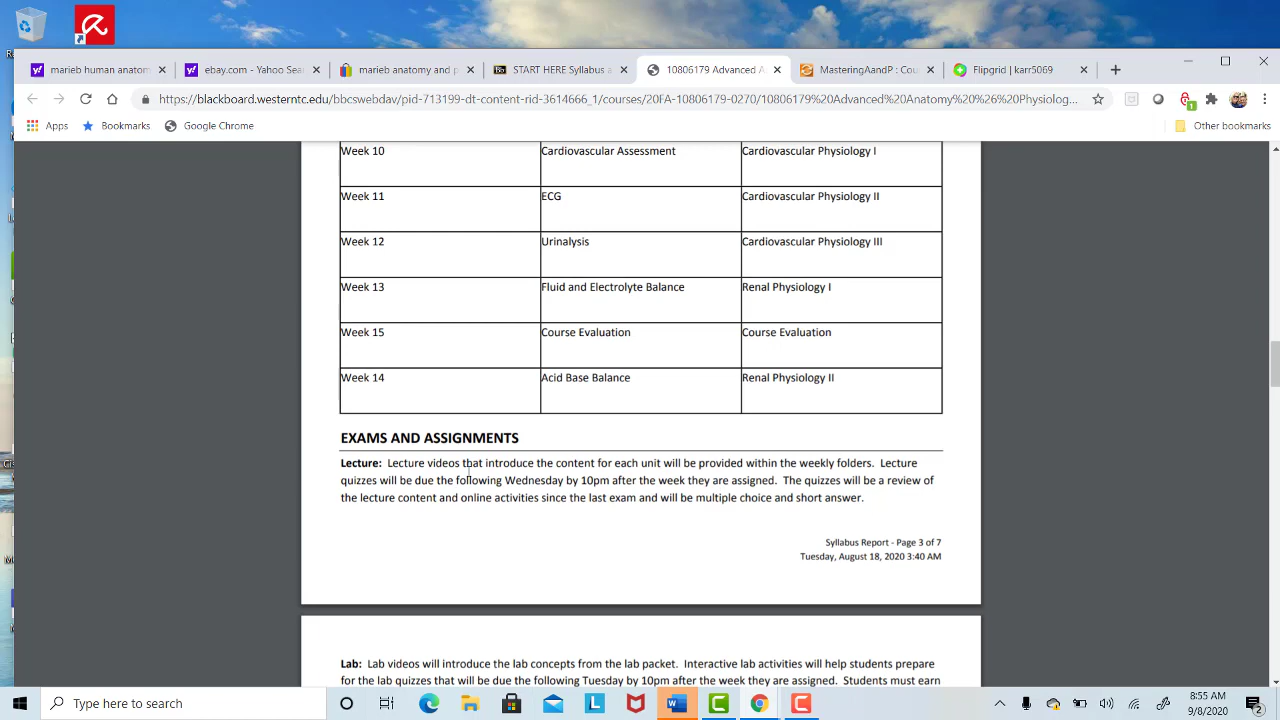 marieb human anatom
ebay.com - Yahoo Sea
marieb anatomy and p
START HERE Syllabus a
10806179 Advanced A
MasteringAandP : Cou
Flipgrid | karr5069
https://blackboard.westerntc.edu/bbcswebdav/pid-713199-dt-content-rid-3614666_1/courses/20FA-10806179-0270/10806179%20Advanced%20Anatomy%20%26%20Physiolog...
Apps
Bookmarks
Google Chrome
Other bookmarks
Week 10 Cardiovascular Assessment Cardiovascular Physiology I
Week 11 ECG Cardiovascular Physiology II
Week 12 Urinalysis Cardiovascular Physiology III
Week 13 Fluid and Electrolyte Balance Renal Physiology I
Week 15 Course Evaluation Course Evaluation
Week 14 Acid Base Balance Renal Physiology II
EXAMS AND ASSIGNMENTS
Lecture: Lecture videos that introduce the content for each unit will be provided within the weekly folders. Lecture
quizzes will be due the following Wednesday by 10pm after the week they are assigned. The quizzes will be a review of
the lecture content and online activities since the last exam and will be multiple choice and short answer.
Syllabus Report - Page 3 of 7
Tuesday, August 18, 2020 3:40 AM
Lab: Lab videos will introduce the lab concepts from the lab packet. Interactive lab activities will help students prepare
for the lab quizzes that will be due the following Tuesday by 10pm after the week they are assigned. Students must earn
Type here to search
8:55 AM
9/8/2020